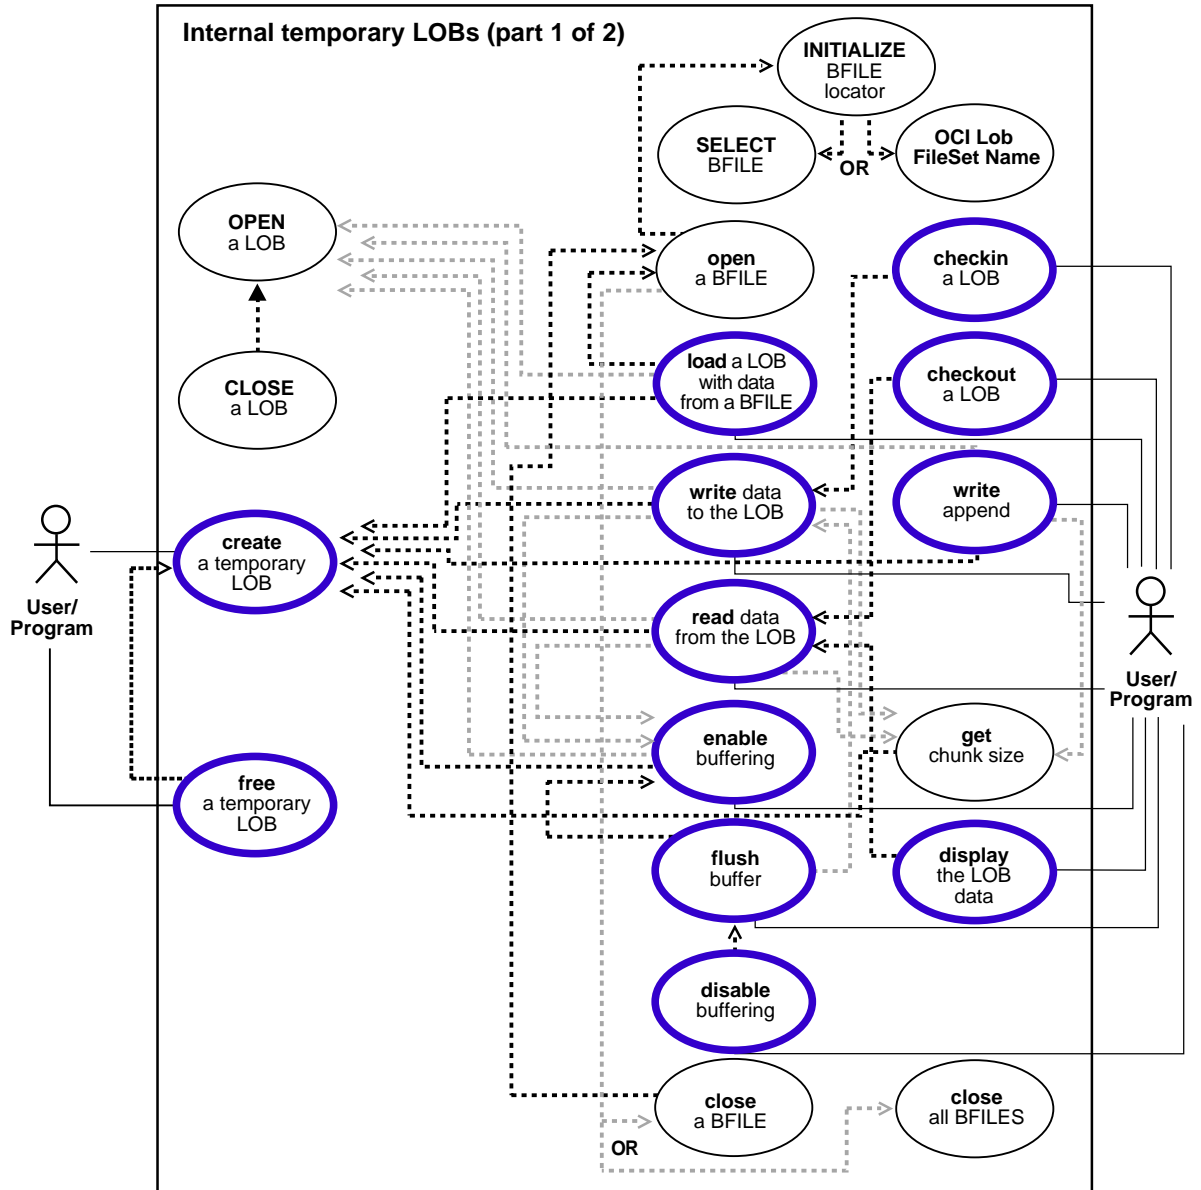 Internal temporary LOBs (part 1 of 2)
INITIALIZE
BFILE
locator
SELECT
BFILE
OR
OCI Lob
FileSet Name
OPEN
a LOB
open
a BFILE
checkin
a LOB
CLOSE
a LOB
load a LOB
with data
from a BFILE
checkout
a LOB
write data
to the LOB
write
append
create
a temporary
LOB
User/
Program
read data
from the LOB
User/
Program
enable
buffering
get
chunk size
free
a temporary
LOB
flush
buffer
display
the LOB
data
disable
buffering
close
a BFILE
close
all BFILES
OR